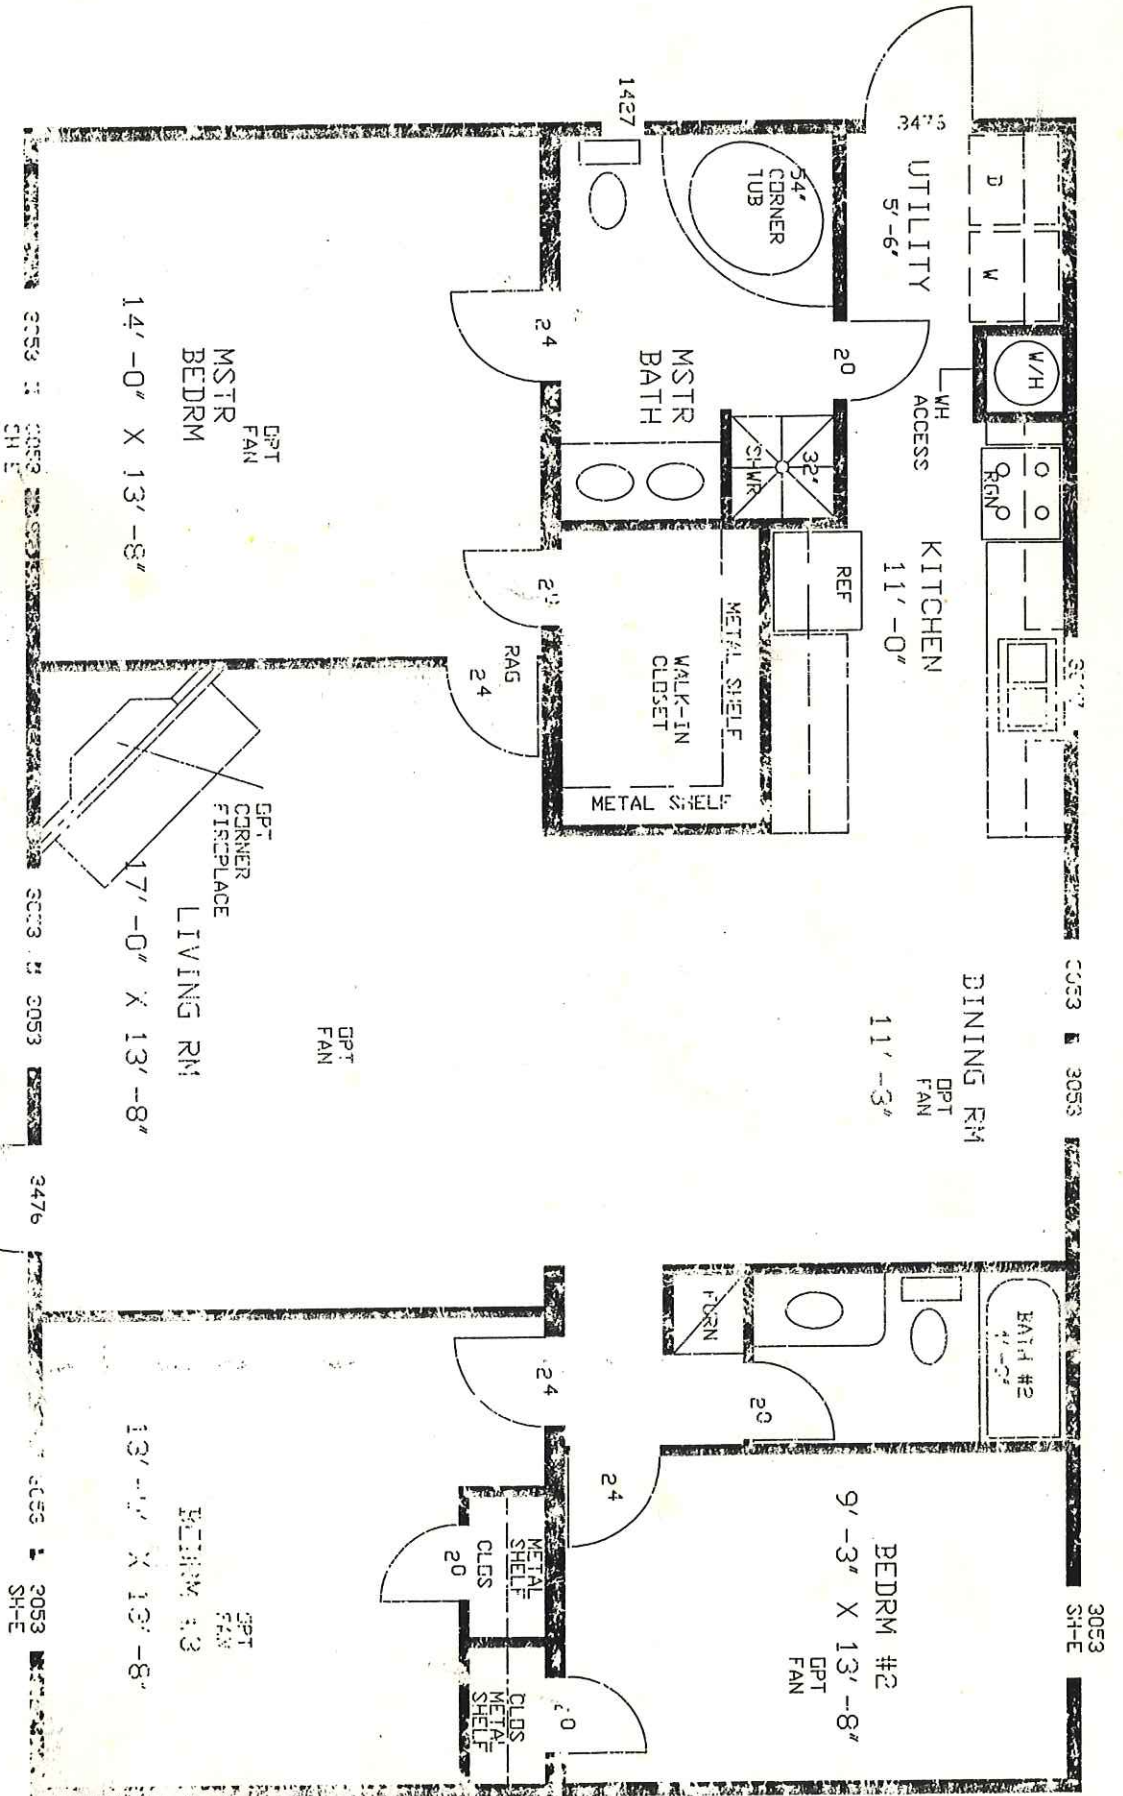 3475
UTILITY
5'-6"
D
W
W/H
WH
ACCESS
RGN
KITCHEN
11'-0"
REF
DINING RM
11'-3"
OPT
FAN
3053
BATH #2
20
FURN
BEDRM #2
9'-3" X 13'-8"
OPT
FAN
3053
SH-E
24
1427
54"
CORNER
TUB
MSTR
BATH
20
32"
SHWR
24
METAL SHELF
WALK-IN
CLOSET
METAL SHELF
RAG
24
MSTR
BEDRM
OPT
FAN
14'-0" X 13'-8"
OPT
CORNER
FIREPLACE
LIVING RM
17'-0" X 13'-8"
OPT
FAN
24
METAL
SHELF
CLOS
20
CLOS
METAL
SHELF
OPT
FAN
3053
3053
3476
3053
SH-E